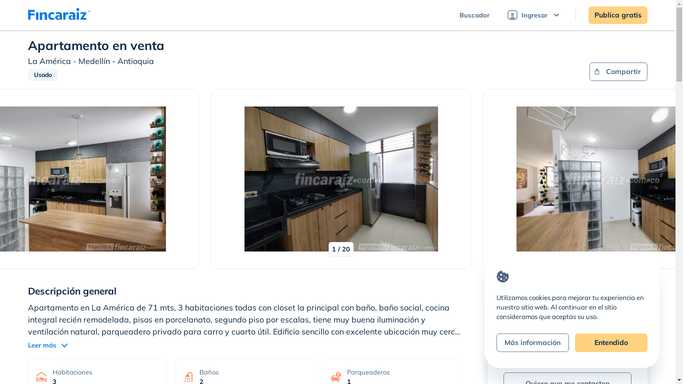 Fincaraíz
Buscador
Ingresar
Publica gratis
Apartamento en venta
La América - Medellín - Antioquia
Usado
Compartir
fincaraíz.com.co
fincaraíz
1 / 20
Descripción general
Apartamento en La América de 71 mts, 3 habitaciones todas con closet la principal con baño, baño social, cocina
integral recién remodelada, pisos en porcelanato, segundo piso por escalas, tiene muy buena iluminación y
ventilación natural, parqueadero privado para carro y cuarto útil. Edificio sencillo con excelente ubicación muy cerc...
Leer más
Habitaciones
3
Baños
2
Parqueaderos
1
Utilizamos cookies para mejorar tu experiencia en
nuestro sitio web. Al continuar en el sitio
consideramos que aceptas su uso.
Más información
Entendido
Quiero que me contacten